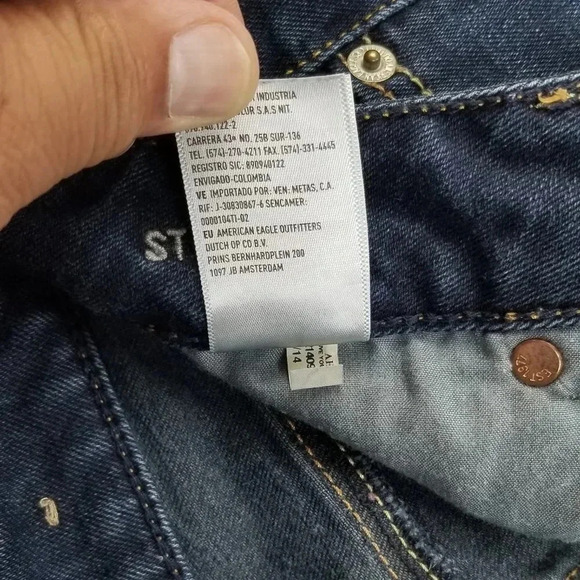 INDUSTRIA
S.A.S NIT.
CARRERA 43ª NO. 25B SUR-136
TEL. (574)-270-4211 FAX. (574)-331-4445
REGISTRO SIC: 890940122
ENVIGADO-COLOMBIA
VE IMPORTADO POR: VEN: METAS, C.A.
RIF: J-30830867-6 SENCAMER:
0000104TI-02
EU AMERICAN EAGLE OUTFITTERS
DUTCH OP CO B.V.
PRINS BERNHARDPLEIN 200
1097 JB AMSTERDAM
ST